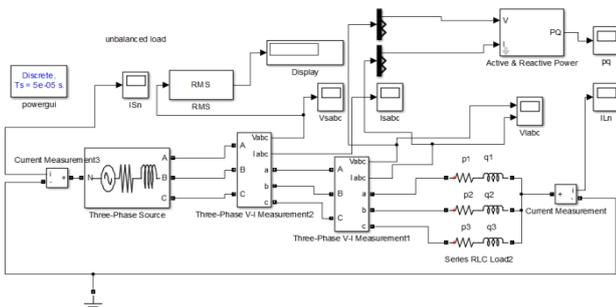 unbalanced load
Discrete,
Ts = 5e-05 s.
powergui
ISn
RMS
RMS
Display
Vsabc
Isabc
V
I
PQ
Active & Reactive Power
pq
Vlabc
ILn
Current Measurement3
i
-
+
N
A
B
C
Three-Phase Source
A
B
C
Vabc
Iabc
a
b
c
Three-Phase V-I Measurement2
A
B
C
Vabc
Iabc
a
b
c
Three-Phase V-I Measurement1
p1
q1
p2
q2
p3
q3
Series RLC Load2
+
i
-
Current Measurement